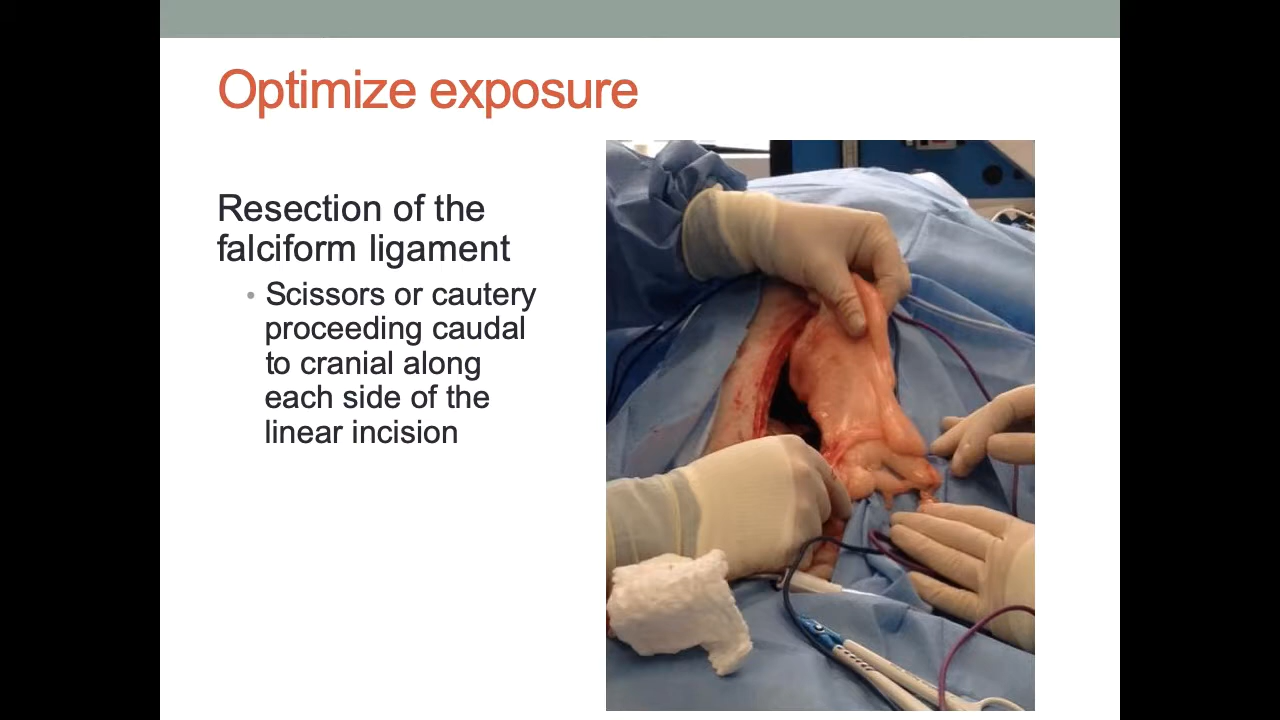 Optimize exposure
Resection of the
falciform ligament
• Scissors or cautery
proceeding caudal
to cranial along
each side of the
linear incision